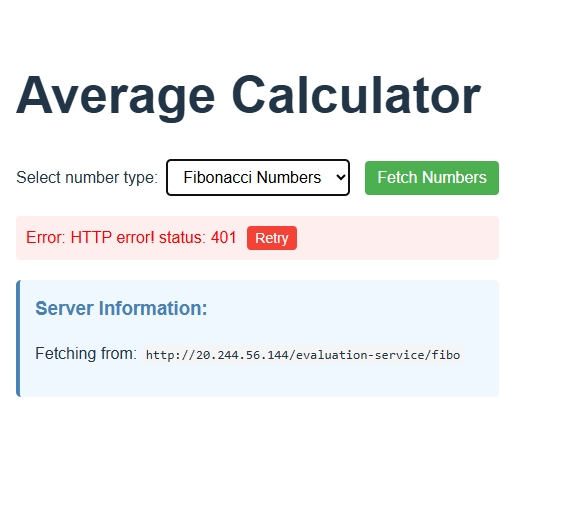 Average Calculator
Select number type: Fibonacci Numbers Fetch Numbers
Error: HTTP error! status: 401 Retry
Server Information:
Fetching from: http://20.244.56.144/evaluation-service/fibo